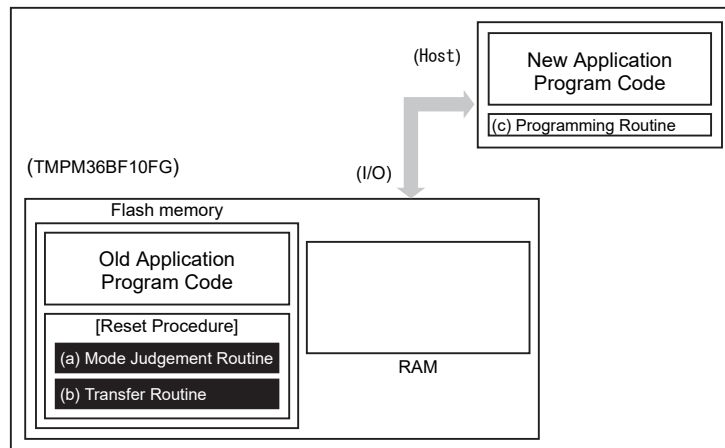 (Host)
New Application
Program Code
(c) Programming Routine
(TMPM36BF10FG)
(I/O)
Flash memory
Old Application
Program Code
[Reset Procedure]
(a) Mode Judgement Routine
(b) Transfer Routine
RAM